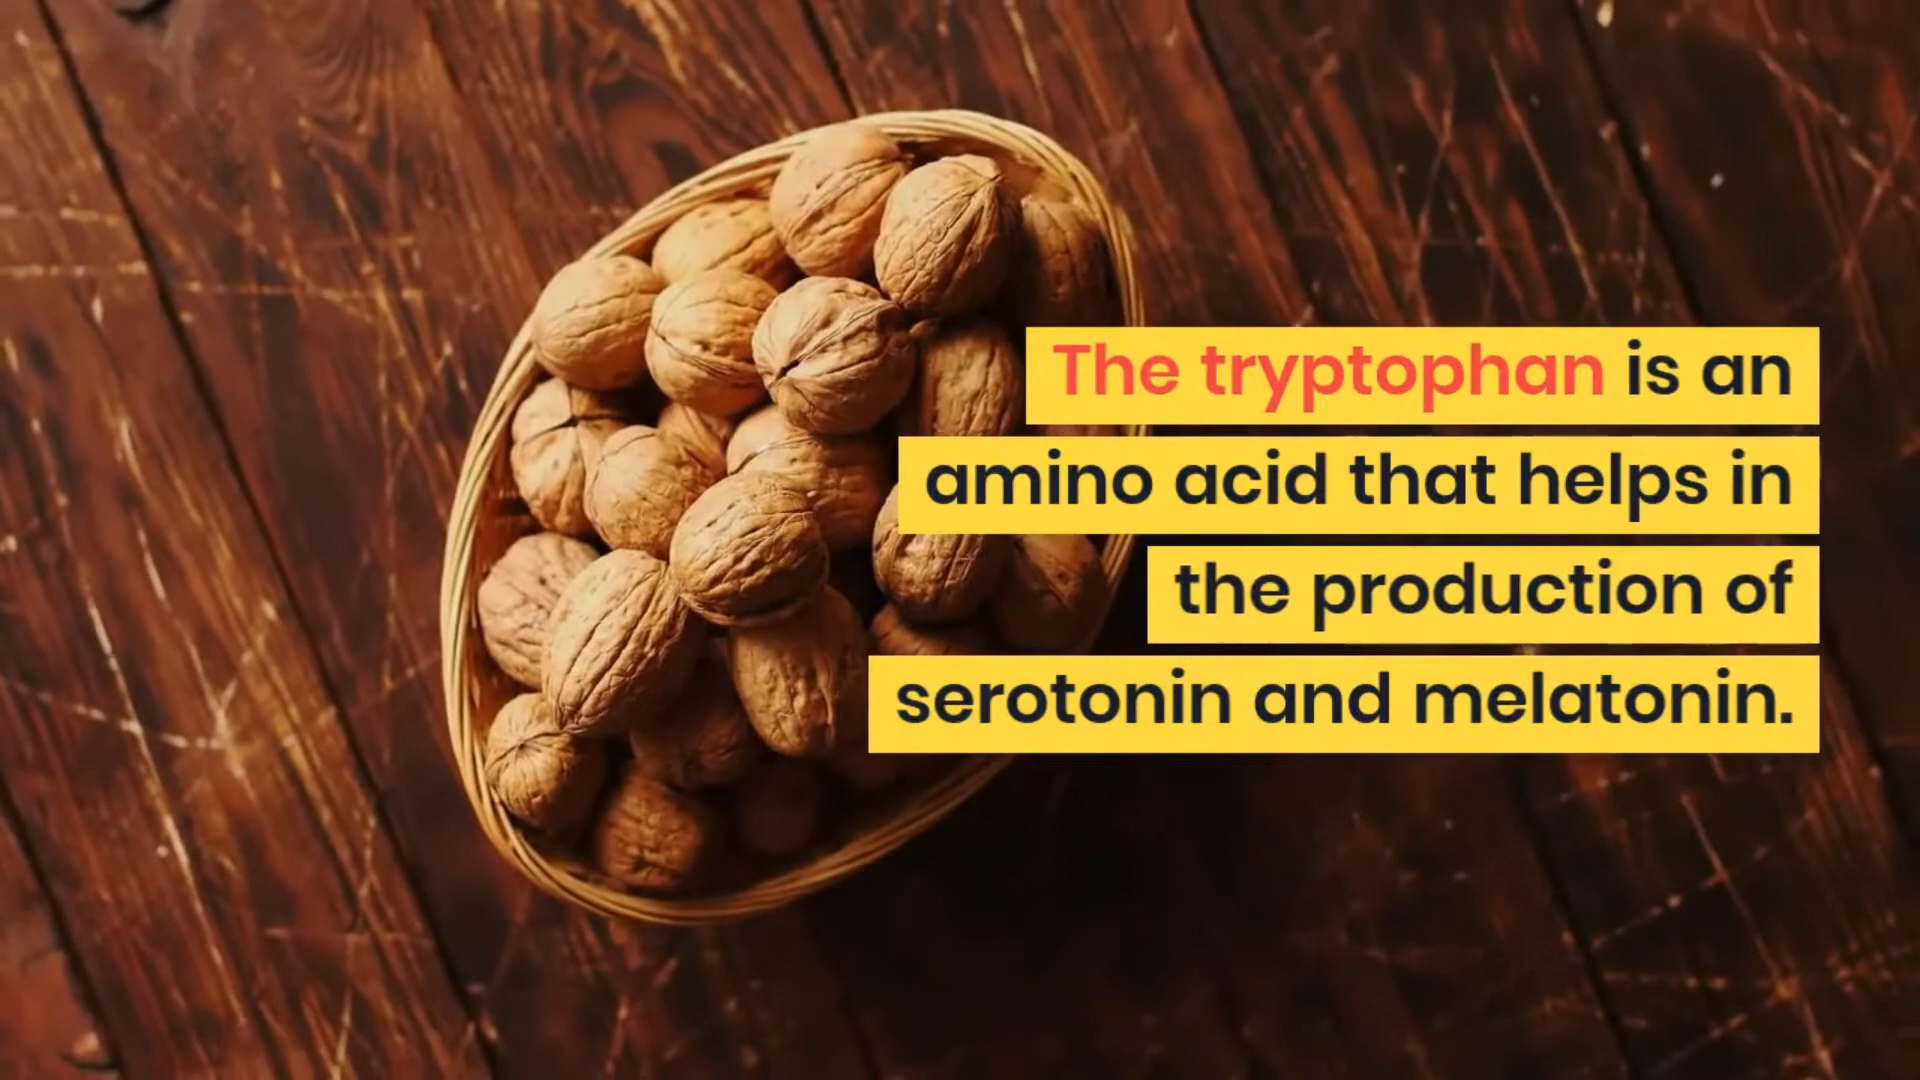 The tryptophan is an
amino acid that helps in
the production of
serotonin and melatonin.